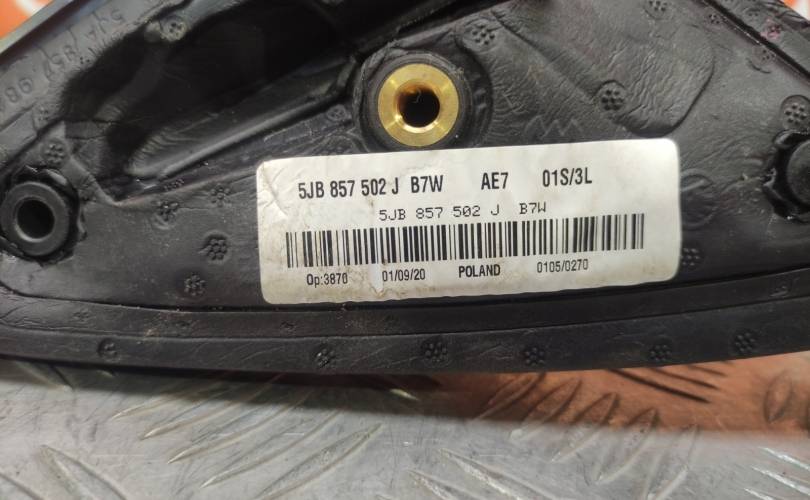 5JB 857 502 J B7W AE7 01S/3L
5JB 857 502 J B7W
Op:3870 01/09/20 POLAND 0105/0270